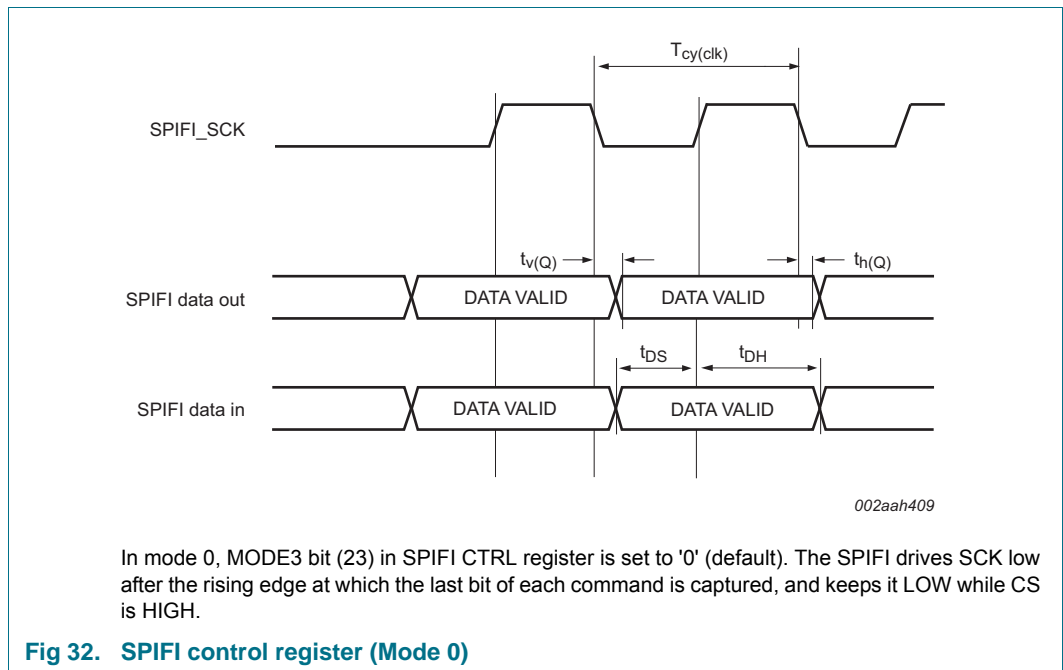 Tcy(clk)
SPIFI_SCK
tv(Q)
th(Q)
SPIFI data out
DATA VALID
DATA VALID
tDS
tDH
SPIFI data in
DATA VALID
DATA VALID
002aah409
In mode 0, MODE3 bit (23) in SPIFI CTRL register is set to '0' (default). The SPIFI drives SCK low
after the rising edge at which the last bit of each command is captured, and keeps it LOW while CS
is HIGH.
Fig 32. SPIFI control register (Mode 0)